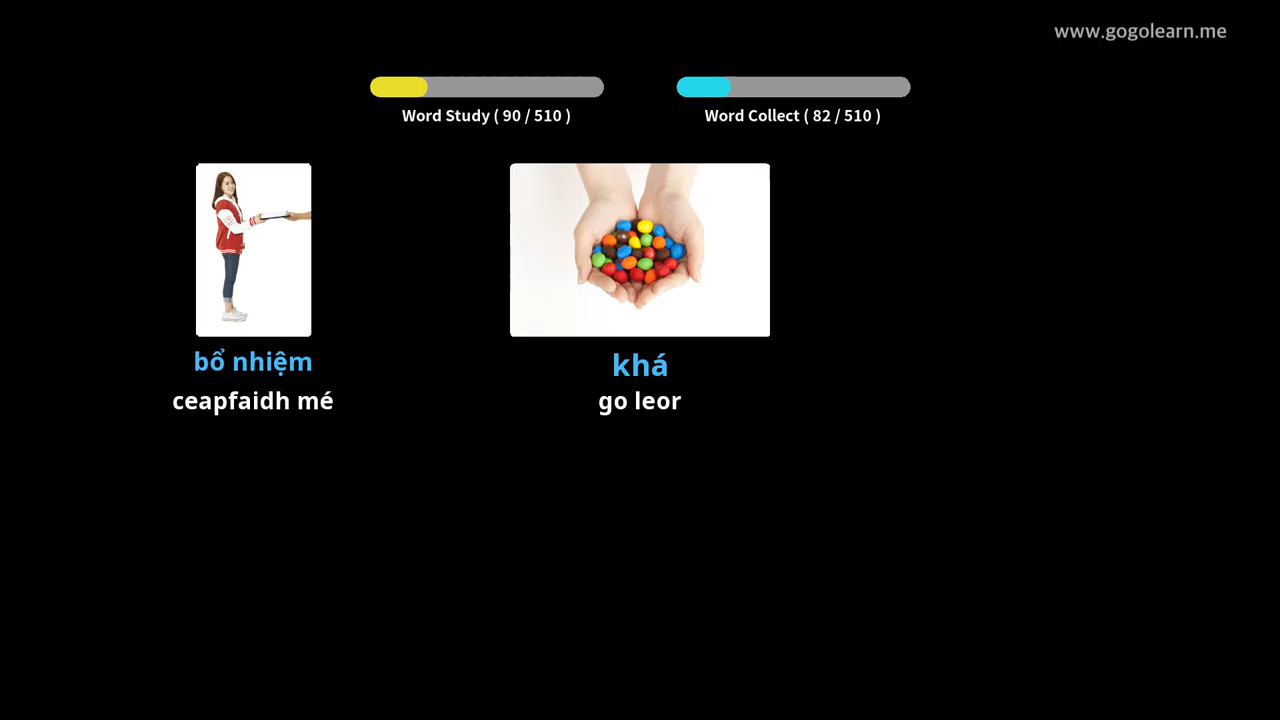 www.gogolearn.me
Word Study ( 90 / 510 )
Word Collect ( 82 / 510 )
bổ nhiệm
khá
ceapfaidh mé
go leor